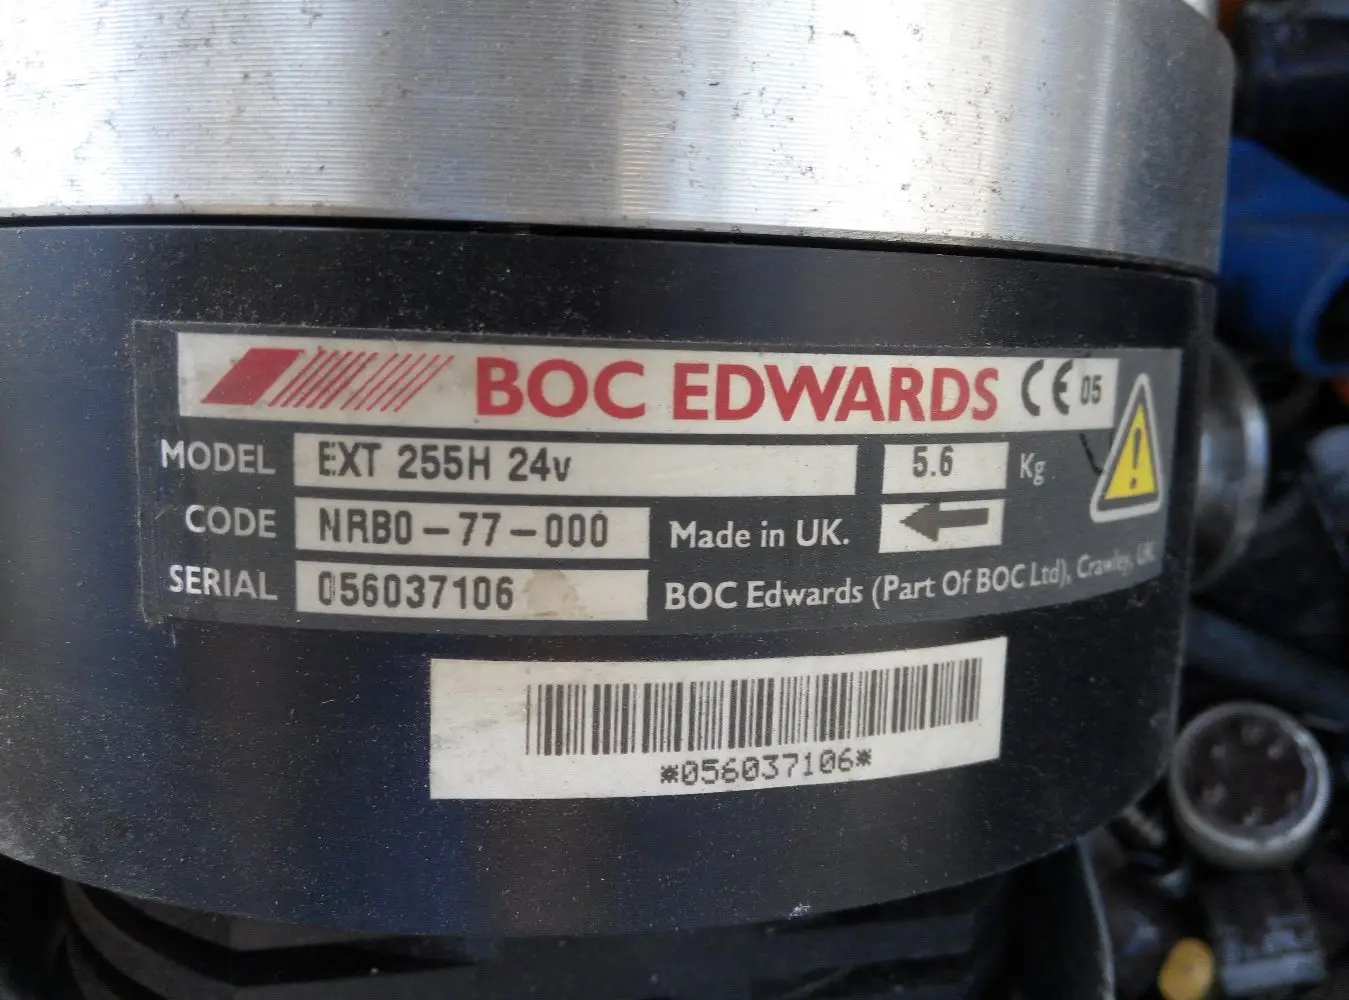 BOC EDWARDS CE 05
MODEL EXT 255H 24v 5.6 Kg
CODE NRB0-77-000 Made in UK.
SERIAL 056037106 BOC Edwards (Part Of BOC Ltd), Crawley, UK
*056037106*